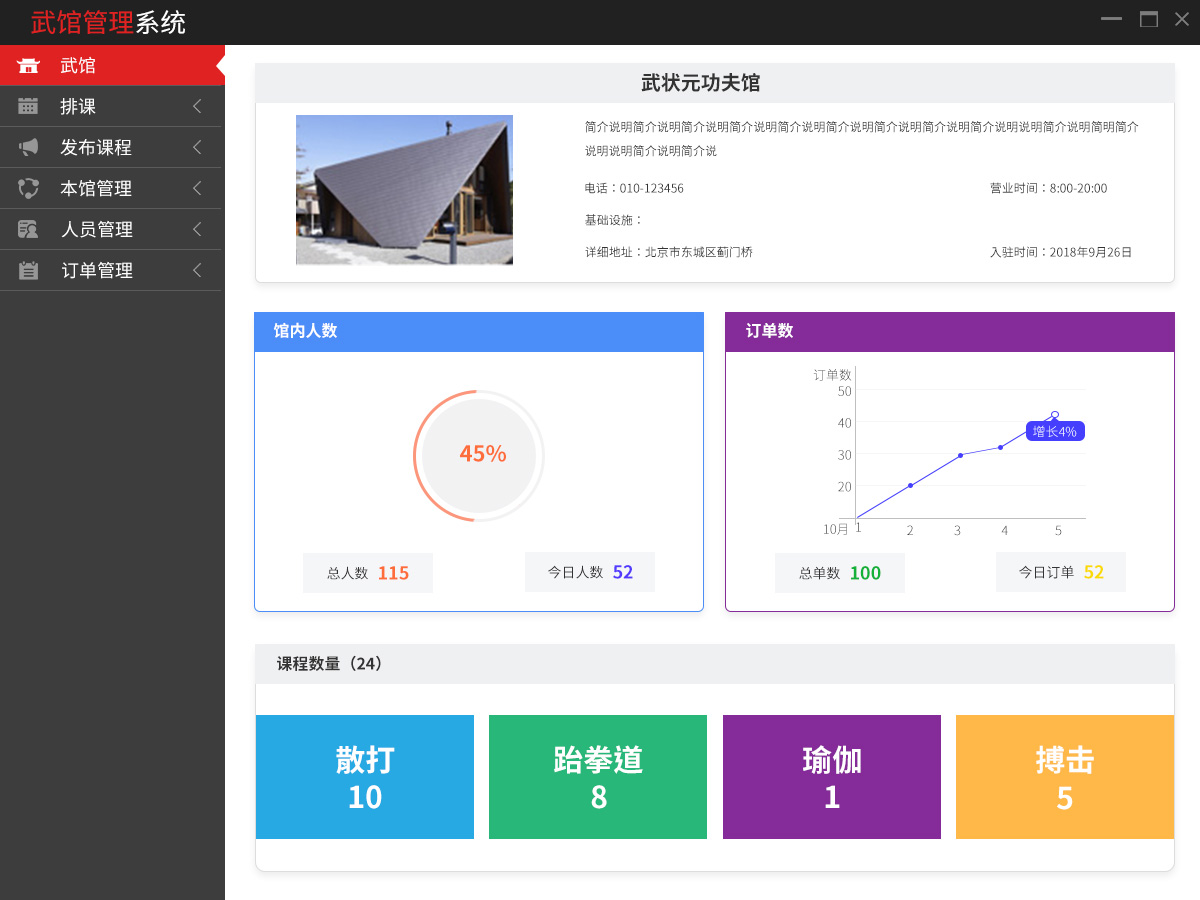 武馆管理系统
武馆
排课
发布课程
本馆管理
人员管理
订单管理
武状元功夫馆
简介说明简介说明简介说明简介说明简介说明简介说明简介说明简介说明简介说明说明简介说明简明简介
说明说明简介说明简介说
电话：010-123456
营业时间：8:00-20:00
基础设施：
详细地址：北京市东城区蓟门桥
入驻时间：2018年9月26日
馆内人数
45%
总人数 115
今日人数 52
订单数
订单数
50
40
30
20
增长4%
10月 1 2 3 4 5
总单数 100
今日订单 52
课程数量（24）
散打
10
跆拳道
8
瑜伽
1
搏击
5